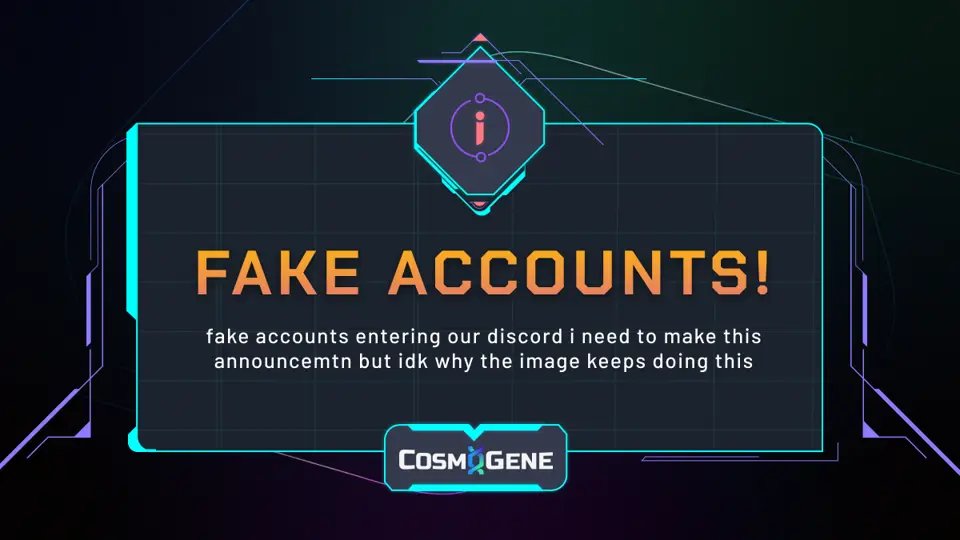 i
FAKE ACCOUNTS!
fake accounts entering our discord i need to make this
announcemtn but idk why the image keeps doing this
COSMOGENE